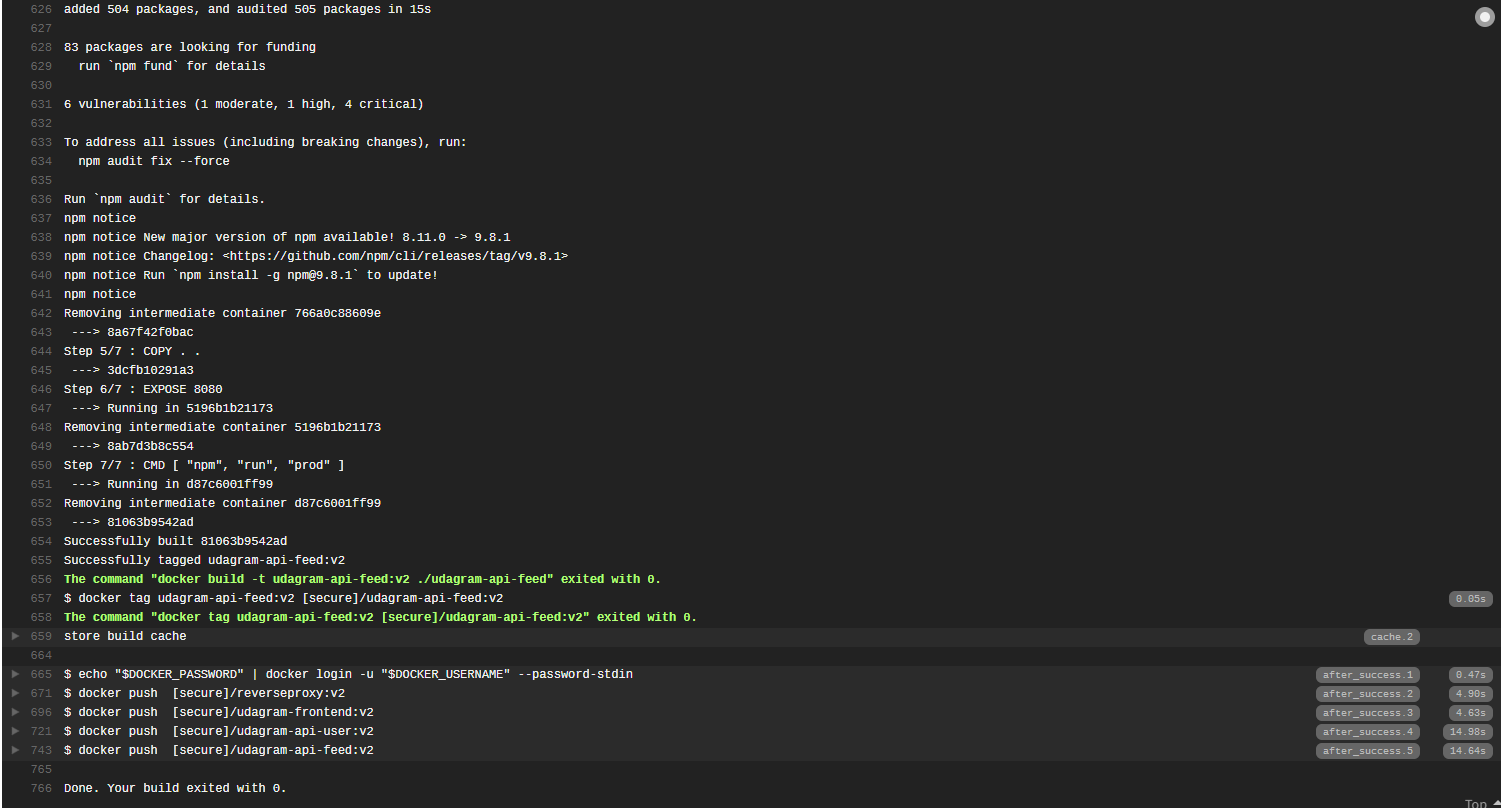 626 added 504 packages, and audited 505 packages in 15s
627
628 83 packages are looking for funding
629 run `npm fund` for details
630
631 6 vulnerabilities (1 moderate, 1 high, 4 critical)
632
633 To address all issues (including breaking changes), run:
634 npm audit fix --force
635
636 Run `npm audit` for details.
637 npm notice
638 npm notice New major version of npm available! 8.11.0 -> 9.8.1
639 npm notice Changelog: <https://github.com/npm/cli/releases/tag/v9.8.1>
640 npm notice Run `npm install -g npm@9.8.1` to update!
641 npm notice
642 Removing intermediate container 766a0c88609e
643 ---> 8a67f42f0bac
644 Step 5/7 : COPY . .
645 ---> 3dcfb10291a3
646 Step 6/7 : EXPOSE 8080
647 ---> Running in 5196b1b21173
648 Removing intermediate container 5196b1b21173
649 ---> 8ab7d3b8c554
650 Step 7/7 : CMD [ "npm", "run", "prod" ]
651 ---> Running in d87c6001ff99
652 Removing intermediate container d87c6001ff99
653 ---> 81063b9542ad
654 Successfully built 81063b9542ad
655 Successfully tagged udagram-api-feed:v2
656 The command "docker build -t udagram-api-feed:v2 ./udagram-api-feed" exited with 0.
657 $ docker tag udagram-api-feed:v2 [secure]/udagram-api-feed:v2 0.05s
658 The command "docker tag udagram-api-feed:v2 [secure]/udagram-api-feed:v2" exited with 0.
659 store build cache cache.2
664
665 $ echo "$DOCKER_PASSWORD" | docker login -u "$DOCKER_USERNAME" --password-stdin after_success.1 0.47s
671 $ docker push [secure]/reverseproxy:v2 after_success.2 4.90s
696 $ docker push [secure]/udagram-frontend:v2 after_success.3 4.63s
721 $ docker push [secure]/udagram-api-user:v2 after_success.4 14.98s
743 $ docker push [secure]/udagram-api-feed:v2 after_success.5 14.64s
765
766 Done. Your build exited with 0.
Top